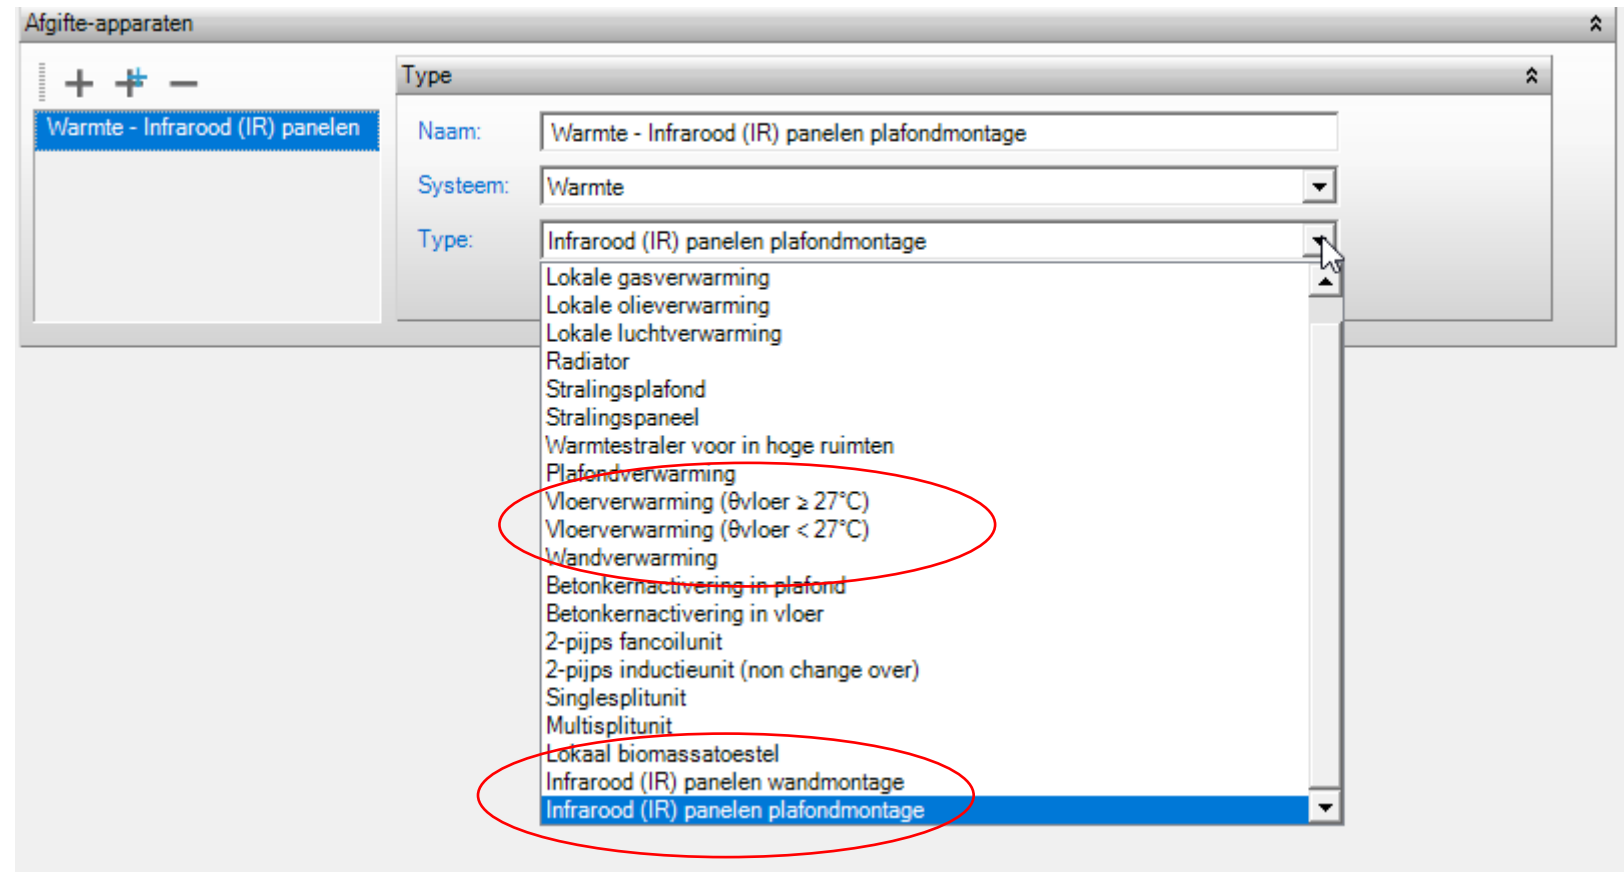 Afgifte-apparaten
Type
Warmte - Infrarood (IR) panelen
Naam: Warmte - Infrarood (IR) panelen plafondmontage
Systeem: Warmte
Type: Infrarood (IR) panelen plafondmontage
Lokale gasverwarming
Lokale olieverwarming
Lokale luchtverwarming
Radiator
Stralingsplafond
Stralingspaneel
Warmtestraler voor in hoge ruimten
Plafondverwarming
Vloerverwarming (θvloer ≥ 27°C)
Vloerverwarming (θvloer < 27°C)
Wandverwarming
Betonkernactivering in plafond
Betonkernactivering in vloer
2-pijps fancoilunit
2-pijps inductieunit (non change over)
Singlesplitunit
Multisplitunit
Lokaal biomassatoestel
Infrarood (IR) panelen wandmontage
Infrarood (IR) panelen plafondmontage